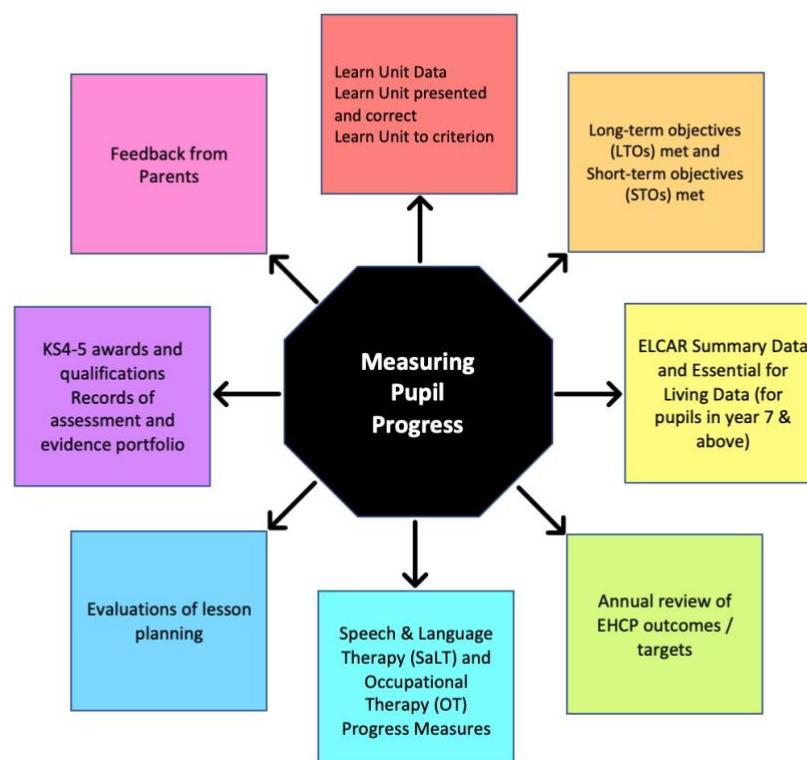 Learn Unit Data
Learn Unit presented
and correct
Learn Unit to criterion
Long-term objectives
(LTOs) met and
Short-term objectives
(STOs) met
ELCAR Summary Data
and Essential for
Living Data (for
pupils in year 7 &
above)
Annual review of
EHCP outcomes /
targets
Speech & Language
Therapy (SaLT) and
Occupational
Therapy (OT)
Progress Measures
Evaluations of lesson
planning
KS4-5 awards and
qualifications
Records of
assessment and
evidence portfolio
Feedback from
Parents
Measuring
Pupil
Progress